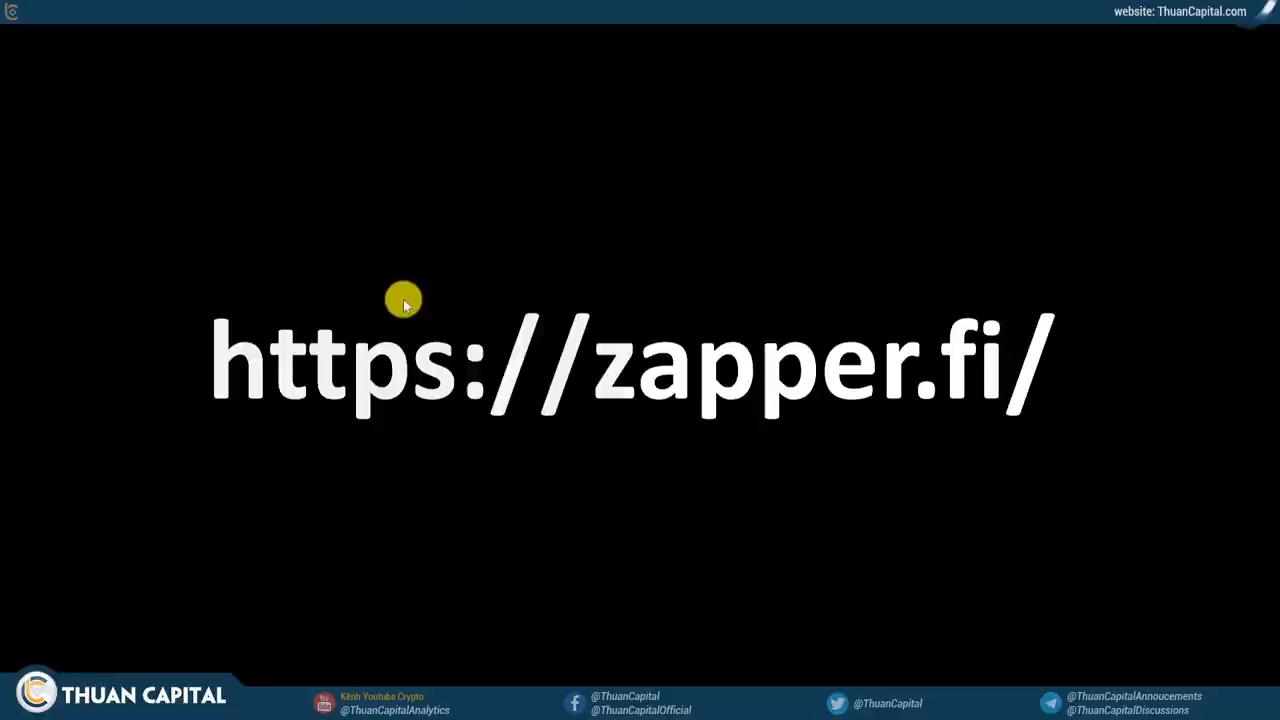 website: ThuanCapital.com
https://zapper.fi/
THUAN CAPITAL
Kênh Youtube Crypto
@ThuanCapitalAnalytics
@ThuanCapital
@ThuanCapitalOfficial
@ThuanCapital
@ThuanCapitalAnnoucements
@ThuanCapitalDiscussions